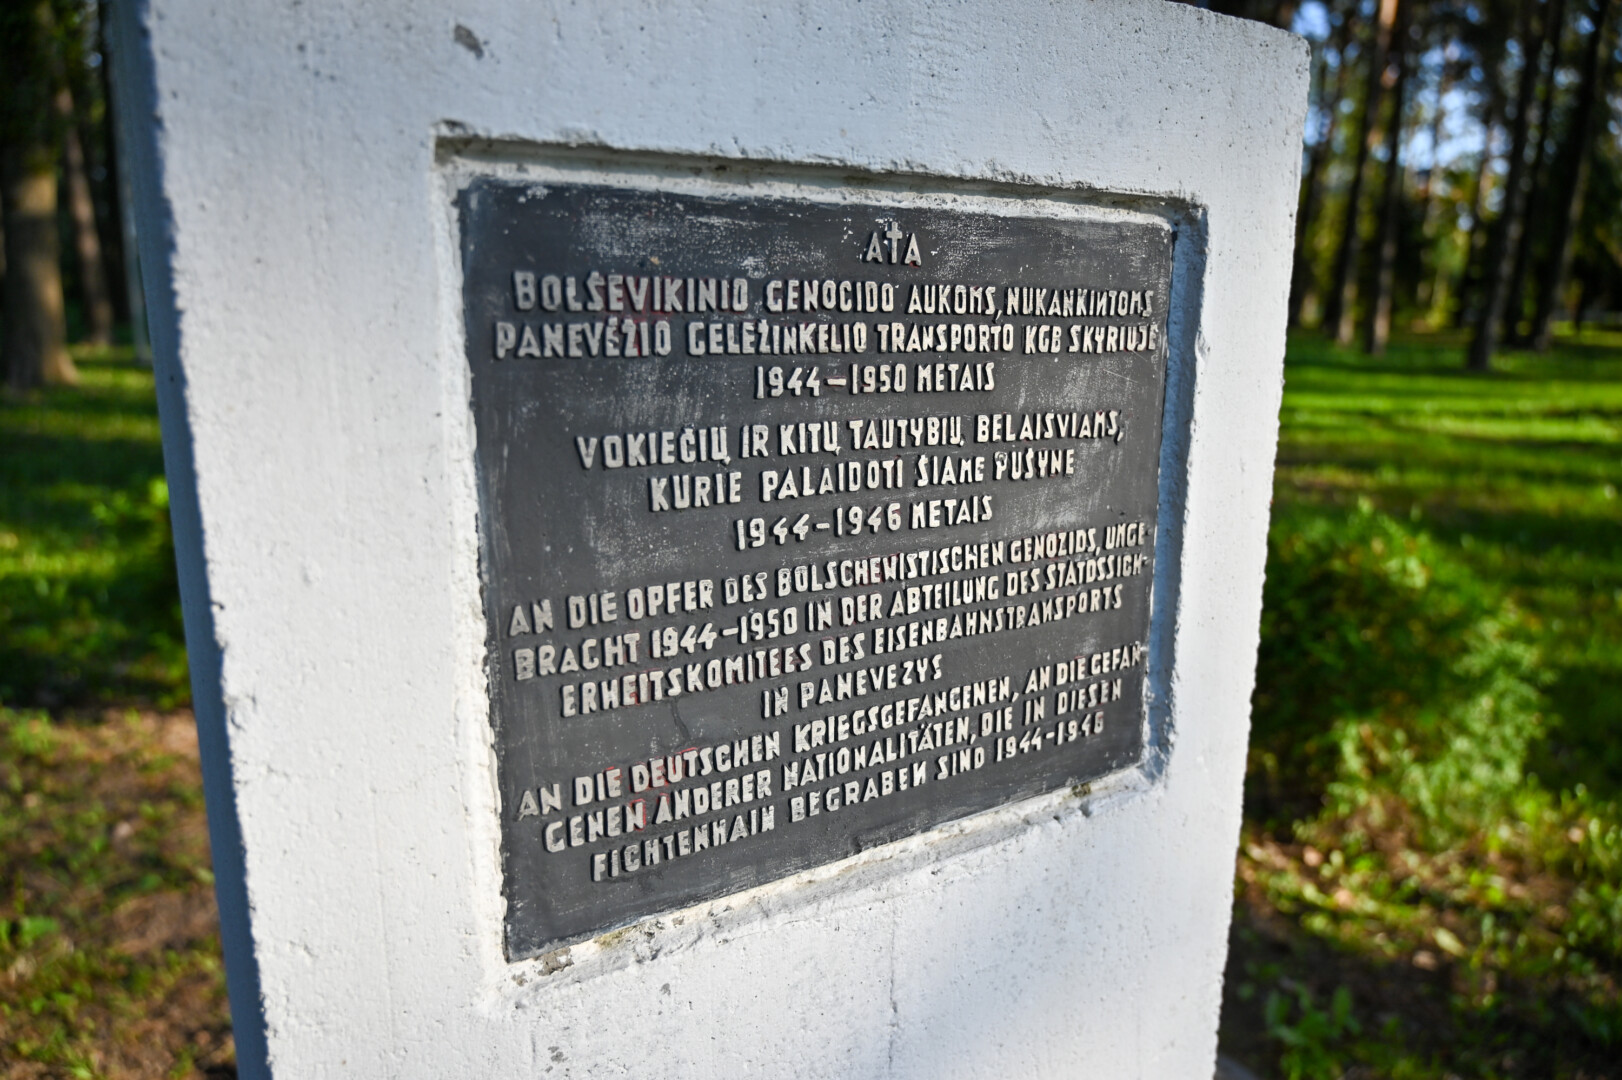 A†A
BOLŠEVIKINIO GENOCIDO AUKOMS, NUKANKINTOMS
PANEVĖŽIO GELEŽINKELIO TRANSPORTO KGB SKYRIUJE
1944–1950 METAIS
VOKIEČIŲ IR KITŲ TAUTYBIŲ BELAISVIAMS,
KURIE PALAIDOTI ŠIAME PUŠYNE
1944–1946 METAIS
AN DIE OPFER DES BOLSCHEWISTISCHEN GENOZIDS, UMGE-
BRACHT 1944–1950 IN DER ABTEILUNG DES STATOSSICH-
ERHEITSKOMITEES DES EISENBAHNSTRANSPORTS
IN PANEVEZYS
AN DIE DEUTSCHEN KRIEGSGEFANGENEN, AN DIE GEFAN-
GENEN ANDERER NATIONALITÄTEN, DIE IN DIESEN
FICHTENHAIN BEGRABEN SIND 1944–1946